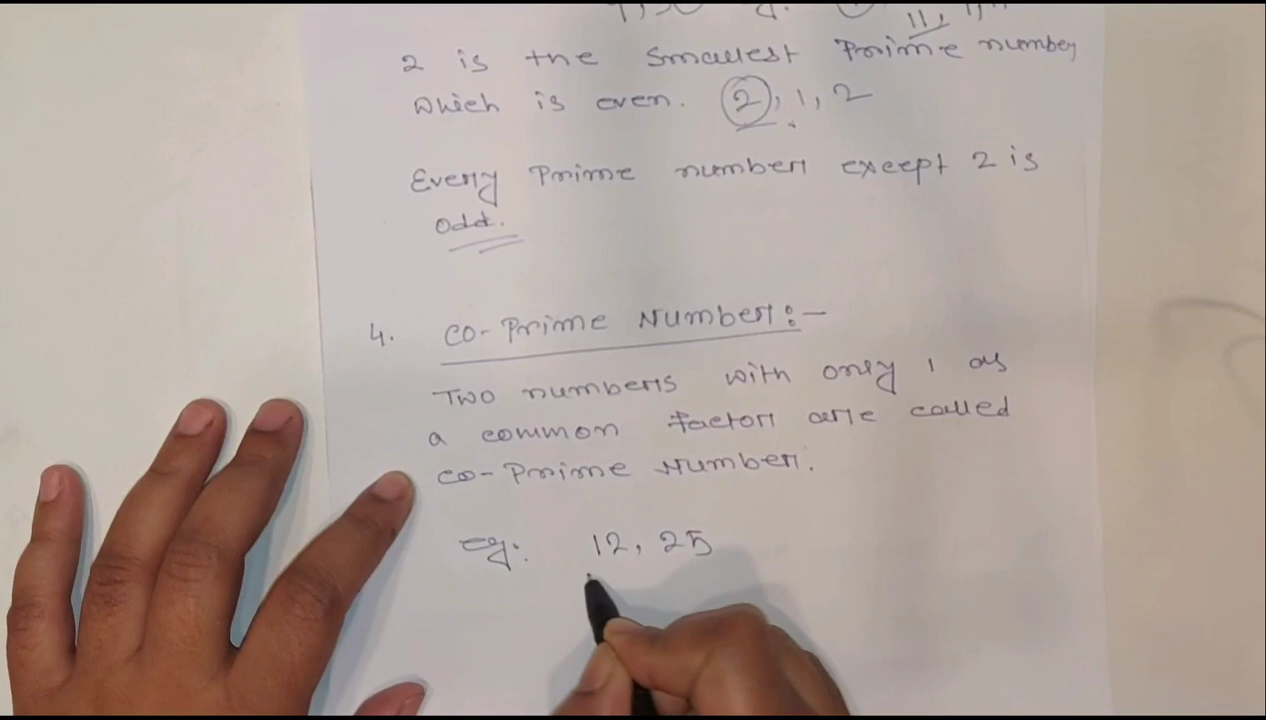 2 is the smallest Prime number
which is even. 2, 1, 2
Every Prime number except 2 is
odd.
4. Co-Prime Number:-
Two numbers with only 1 as
a common factor are called
co-Prime Number.
eg: 12, 25